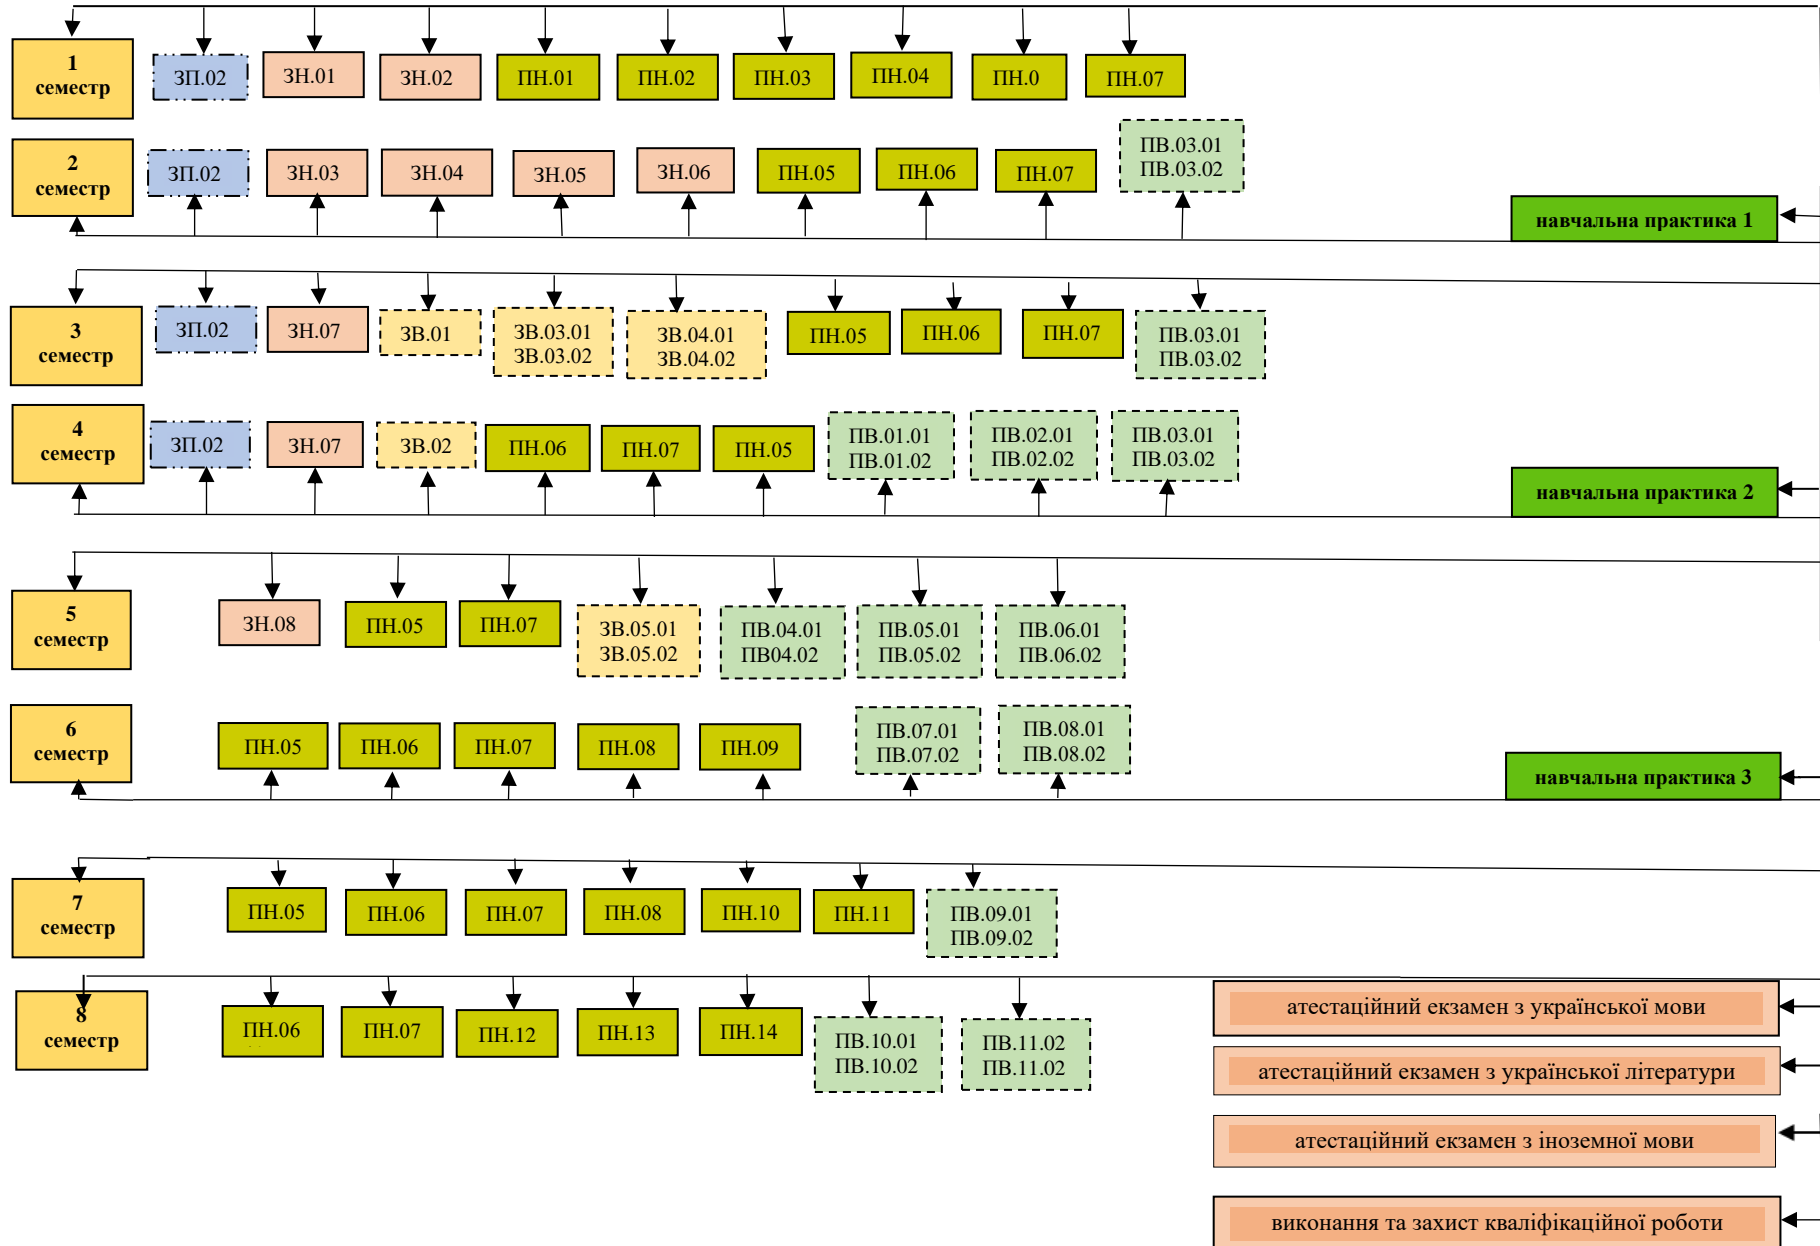 1
семестр
ЗП.02
ЗН.01
ЗН.02
ПН.01
ПН.02
ПН.03
ПН.04
ПН.0
ПН.07
2
семестр
ЗП.02
ЗН.03
ЗН.04
ЗН.05
ЗН.06
ПН.05
ПН.06
ПН.07
ПВ.03.01
ПВ.03.02
навчальна практика 1
3
семестр
ЗП.02
ЗН.07
ЗВ.01
ЗВ.03.01
ЗВ.03.02
ЗВ.04.01
ЗВ.04.02
ПН.05
ПН.06
ПН.07
ПВ.03.01
ПВ.03.02
4
семестр
ЗП.02
ЗН.07
ЗВ.02
ПН.06
ПН.07
ПН.05
ПВ.01.01
ПВ.01.02
ПВ.02.01
ПВ.02.02
ПВ.03.01
ПВ.03.02
навчальна практика 2
5
семестр
ЗН.08
ПН.05
ПН.07
ЗВ.05.01
ЗВ.05.02
ПВ.04.01
ПВ04.02
ПВ.05.01
ПВ.05.02
ПВ.06.01
ПВ.06.02
6
семестр
ПН.05
ПН.06
ПН.07
ПН.08
ПН.09
ПВ.07.01
ПВ.07.02
ПВ.08.01
ПВ.08.02
навчальна практика 3
7
семестр
ПН.05
ПН.06
ПН.07
ПН.08
ПН.10
ПН.11
ПВ.09.01
ПВ.09.02
8
семестр
ПН.06
ПН.07
ПН.12
ПН.13
ПН.14
ПВ.10.01
ПВ.10.02
ПВ.11.02
ПВ.11.02
атестаційний екзамен з української мови
атестаційний екзамен з української літератури
атестаційний екзамен з іноземної мови
виконання та захист кваліфікаційної роботи